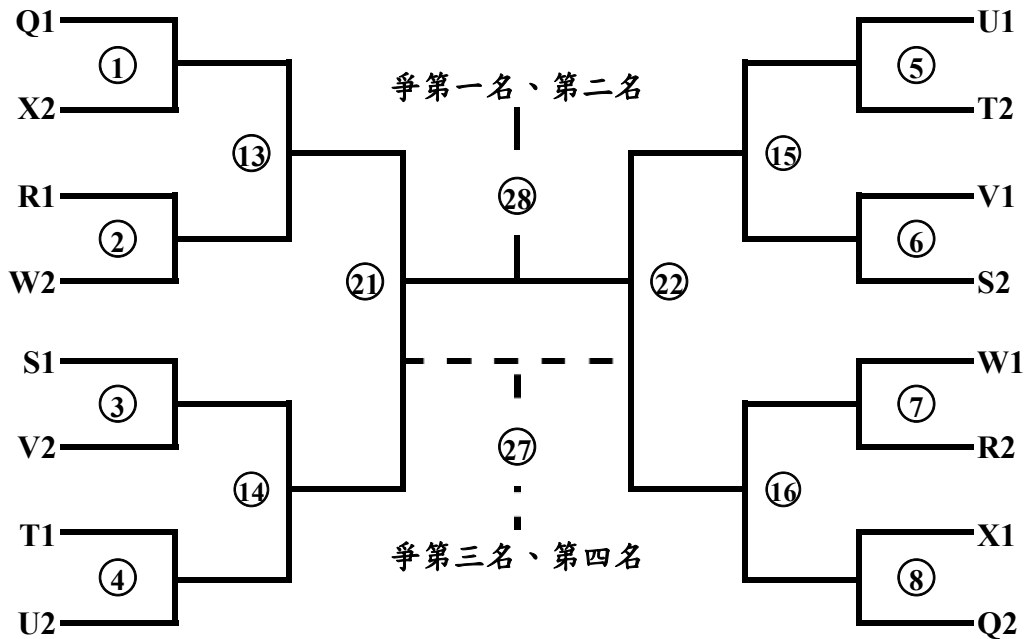 Q1
①
X2
⑬
R1
②
W2
㉑
S1
③
V2
⑭
T1
④
U2
爭第一名、第二名
㉘
㉗
爭第三名、第四名
U1
⑤
T2
⑮
V1
⑥
S2
㉒
W1
⑦
R2
⑯
X1
⑧
Q2